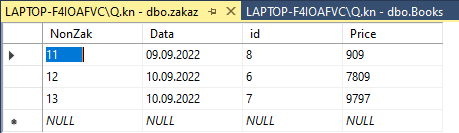 LAPTOP-F4IOAFVC\Q.kn - dbo.zakaz LAPTOP-F4IOAFVC\Q.kn - dbo.Books
NonZak Data id Price
11 09.09.2022 8 909
12 10.09.2022 6 7809
13 10.09.2022 7 9797
NULL NULL NULL NULL